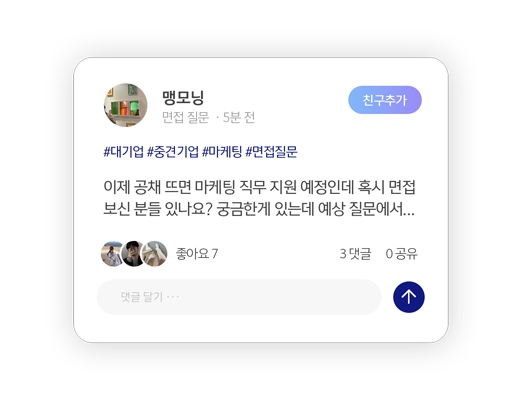 맹모닝
친구추가
면접 질문 · 5분 전
#대기업 #중견기업 #마케팅 #면접질문
이제 공채 뜨면 마케팅 직무 지원 예정인데 혹시 면접
보신 분들 있나요? 궁금한게 있는데 예상 질문에서...
좋아요 7
3 댓글
0 공유
댓글 달기 ···